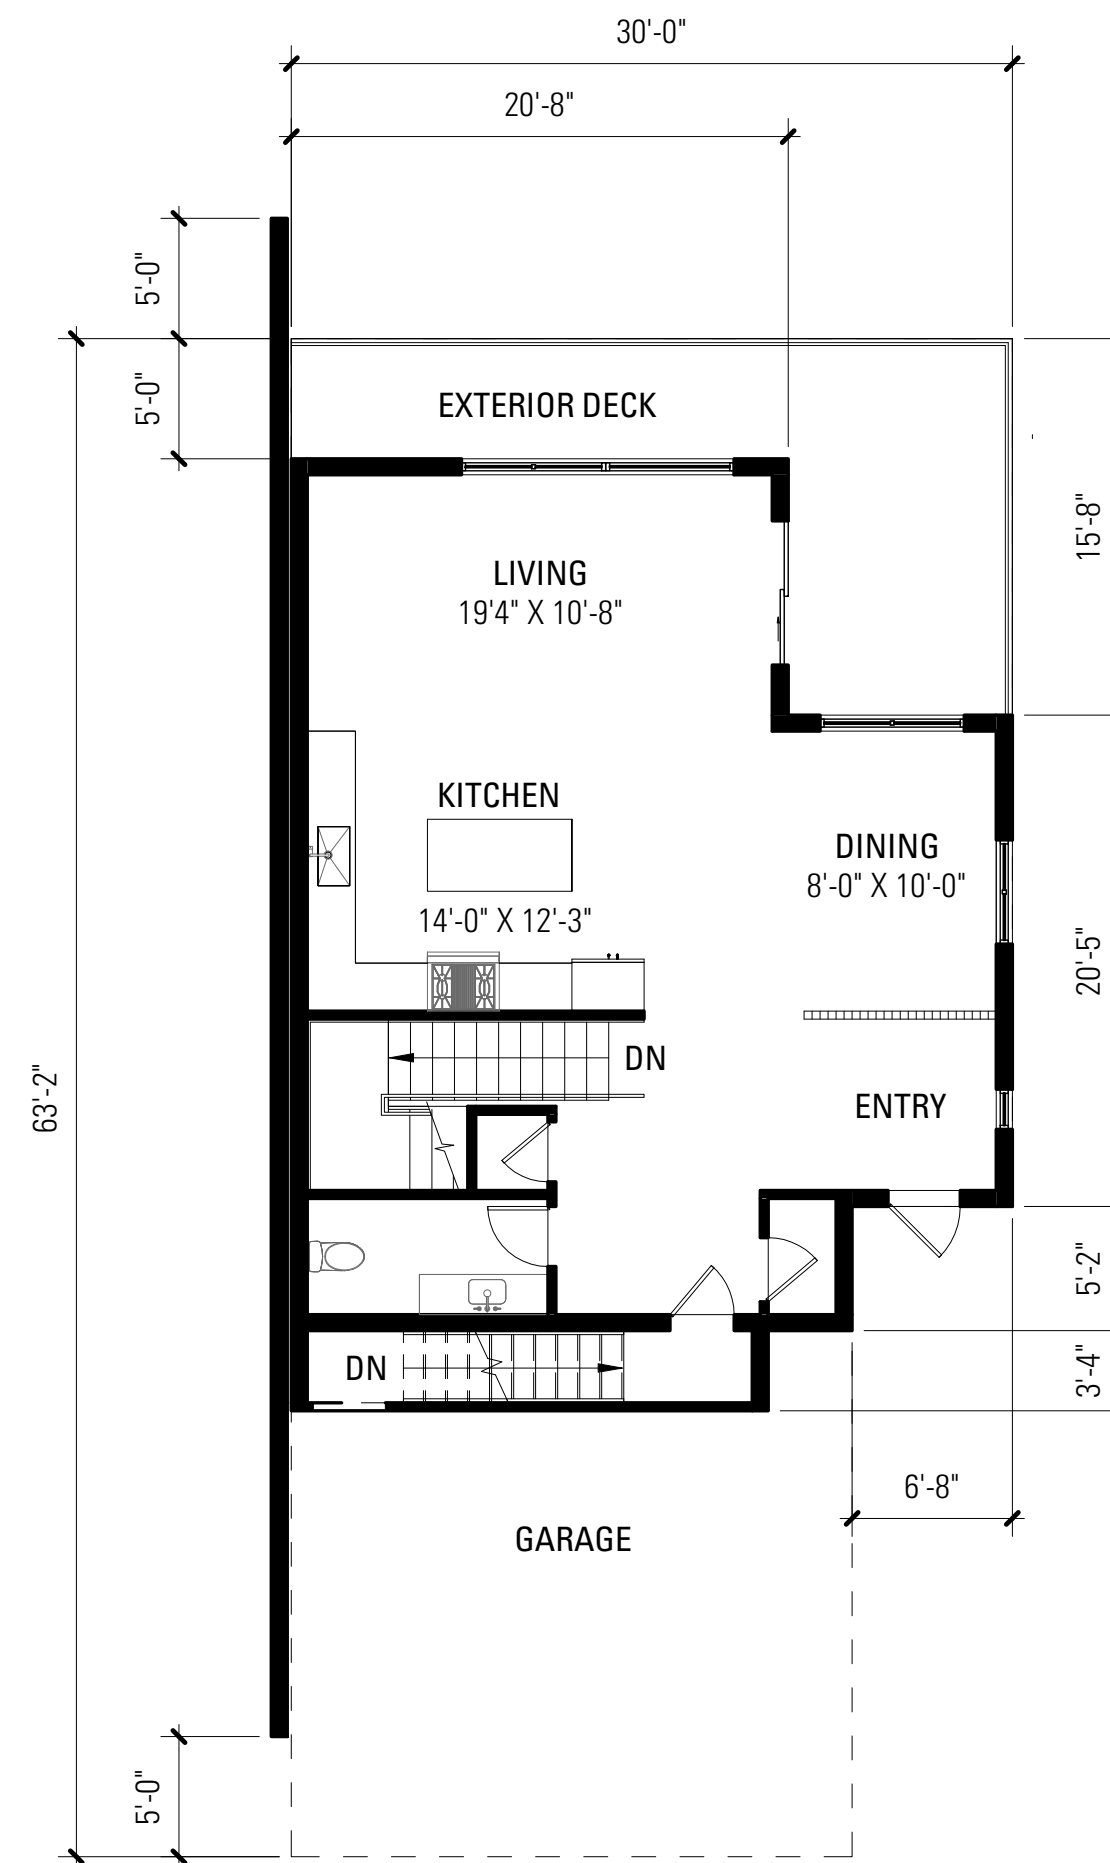 30'-0"
20'-8"
5'-0"
5'-0"
EXTERIOR DECK
15'-8"
LIVING
19'4" X 10'-8"
KITCHEN
14'-0" X 12'-3"
DINING
8'-0" X 10'-0"
20'-5"
DN
ENTRY
63'-2"
5'-2"
DN
3'-4"
6'-8"
GARAGE
5'-0"